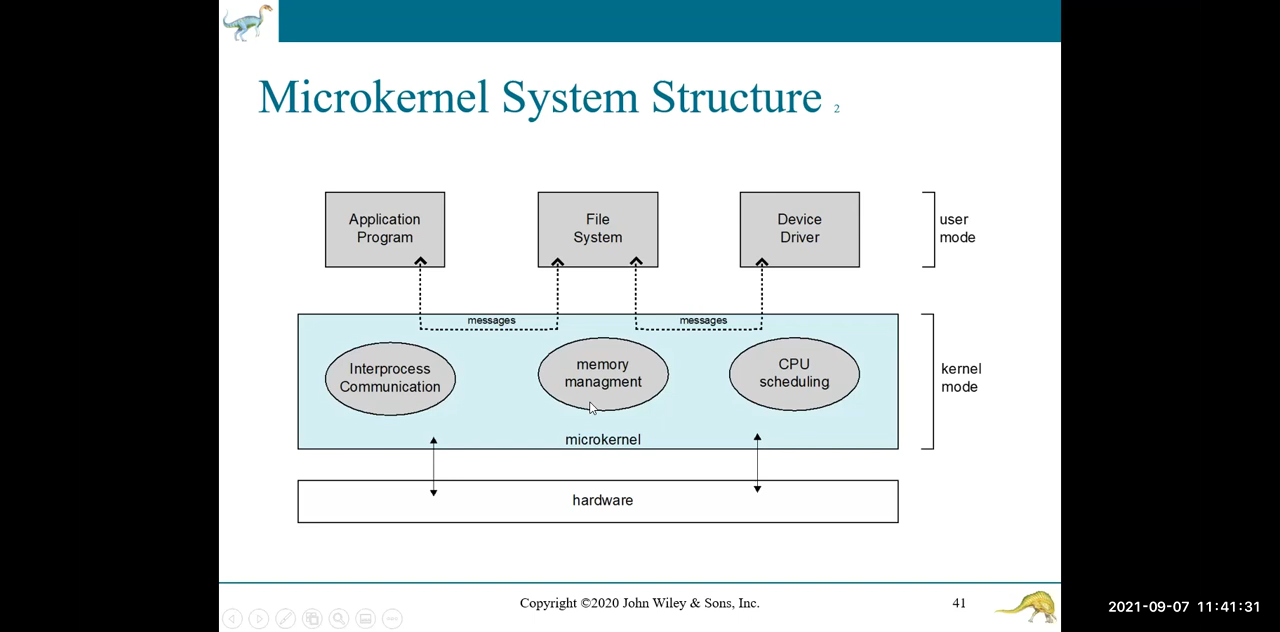 Microkernel System Structure 2
Application
Program
File
System
Device
Driver
user
mode
messages
messages
Interprocess
Communication
memory
managment
CPU
scheduling
kernel
mode
microkernel
hardware
Copyright ©2020 John Wiley & Sons, Inc.
41
2021-09-07 11:41:31